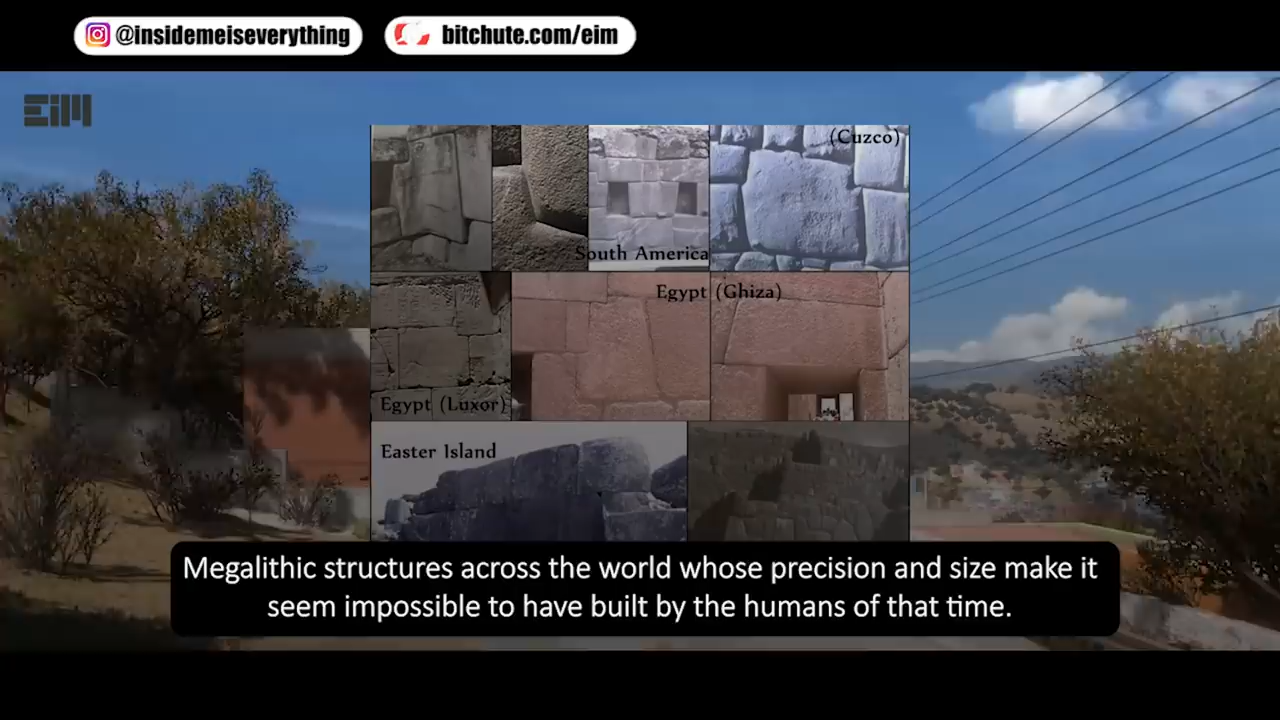 @insidemeiseverything
bitchute.com/eim
EiM
(Cuzco)
South America
Egypt (Ghiza)
Egypt (Luxor)
Easter Island
Megalithic structures across the world whose precision and size make it
seem impossible to have built by the humans of that time.